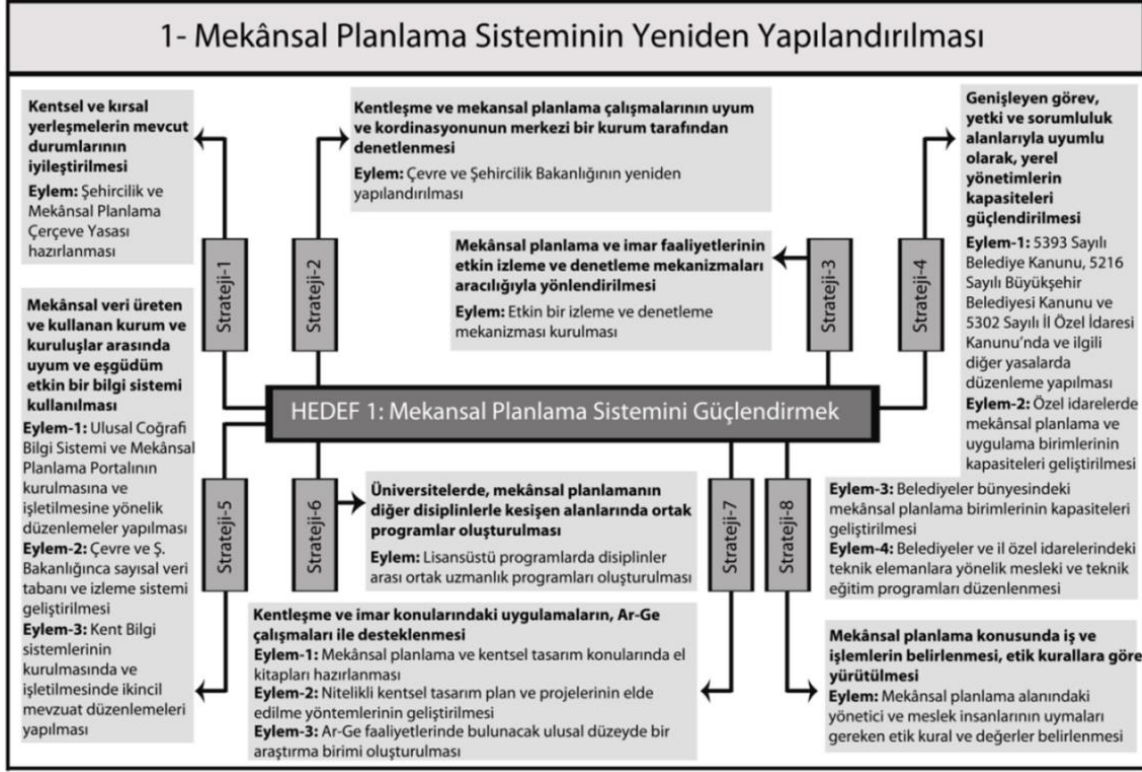 1- Mekânsal Planlama Sisteminin Yeniden Yapılandırılması
Kentsel ve kırsal
yerleşmelerin mevcut
durumlarının
iyileştirilmesi
Eylem: Şehircilik ve
Mekânsal Planlama
Çerçeve Yasası
hazırlanması
Strateji-1
Kentleşme ve mekansal planlama çalışmalarının uyum
ve kordinasyonunun merkezi bir kurum tarafından
denetlenmesi
Eylem: Çevre ve Şehircilik Bakanlığının yeniden
yapılandırılması
Strateji-2
Mekânsal planlama ve imar faaliyetlerinin
etkin izleme ve denetleme mekanizmaları
aracılığıyla yönlendirilmesi
Eylem: Etkin bir izleme ve denetleme
mekanizması kurulması
Strateji-3
Genişleyen görev,
yetki ve sorumluluk
alanlarıyla uyumlu
olarak, yerel
yönetimlerin
kapasiteleri
güçlendirilmesi
Eylem-1: 5393 Sayılı
Belediye Kanunu, 5216
Sayılı Büyükşehir
Belediyesi Kanunu ve
5302 Sayılı İl Özel İdaresi
Kanunu'nda ve ilgili
diğer yasalarda
düzenleme yapılması
Eylem-2: Özel idarelerde
mekânsal planlama ve
uygulama birimlerinin
kapasiteleri geliştirilmesi
Eylem-3: Belediyeler bünyesindeki
mekânsal planlama birimlerinin kapasiteleri
geliştirilmesi
Eylem-4: Belediyeler ve il özel idarelerindeki
teknik elemanlara yönelik mesleki ve teknik
eğitim programları düzenlenmesi
Strateji-4
HEDEF 1: Mekansal Planlama Sistemini Güçlendirmek
Mekânsal veri üreten
ve kullanan kurum ve
kuruluşlar arasında
uyum ve eşgüdüm
etkin bir bilgi sistemi
kullanılması
Eylem-1: Ulusal Coğrafi
Bilgi Sistemi ve Mekânsal
Planlama Portalının
kurulmasına ve
işletilmesine yönelik
düzenlemeler yapılması
Eylem-2: Çevre ve Ş.
Bakanlığınca sayısal veri
tabanı ve izleme sistemi
geliştirilmesi
Eylem-3: Kent Bilgi
sistemlerinin
kurulmasında ve
işletilmesinde ikincil
mevzuat düzenlemeleri
yapılması
Strateji-5
Strateji-6
Üniversitelerde, mekânsal planlamanın
diğer disiplinlerle kesişen alanlarında ortak
programlar oluşturulması
Eylem: Lisansüstü programlarda disiplinler
arası ortak uzmanlık programları oluşturulması
Strateji-7
Kentleşme ve imar konularındaki uygulamaların, Ar-Ge
çalışmaları ile desteklenmesi
Eylem-1: Mekânsal planlama ve kentsel tasarım konularında el
kitapları hazırlanması
Eylem-2: Nitelikli kentsel tasarım plan ve projelerinin elde
edilme yöntemlerinin geliştirilmesi
Eylem-3: Ar-Ge faaliyetlerinde bulunacak ulusal düzeyde bir
araştırma birimi oluşturulması
Strateji-8
Mekânsal planlama konusunda iş ve
işlemlerin belirlenmesi, etik kurallara göre
yürütülmesi
Eylem: Mekânsal planlama alanındaki
yönetici ve meslek insanlarının uymaları
gereken etik kural ve değerler belirlenmesi